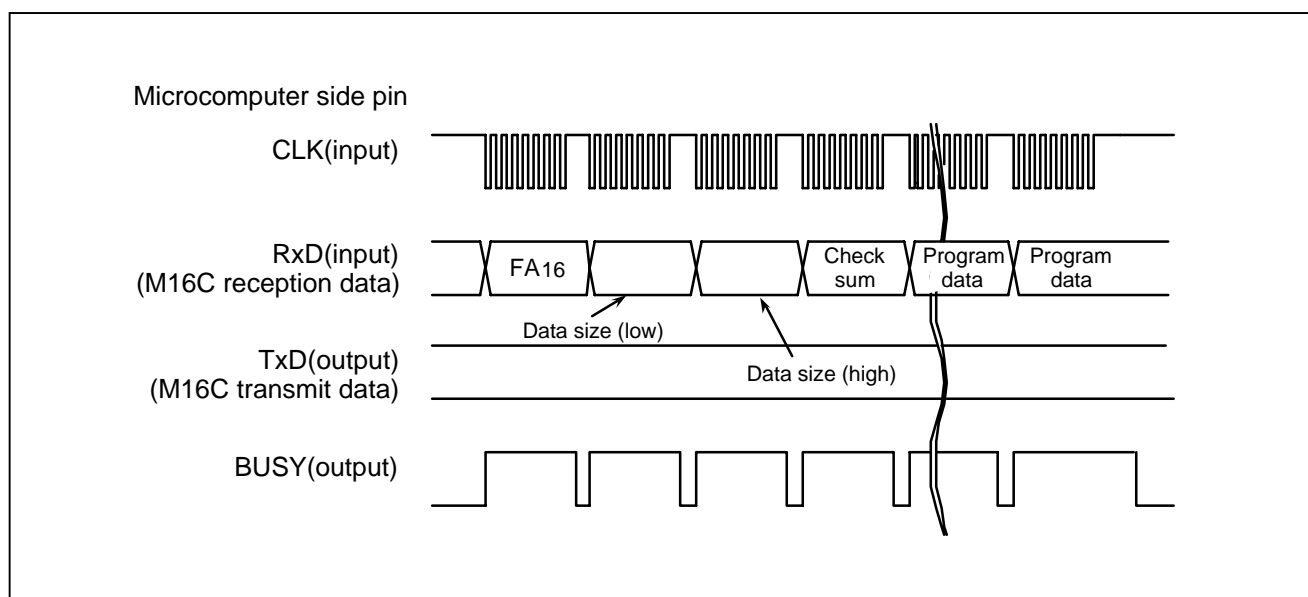 Microcomputer side pin
CLK(input)
RxD(input)
(M16C reception data)
FA16
Check
sum
Program
data
Program
data
Data size (low)
Data size (high)
TxD(output)
(M16C transmit data)
BUSY(output)